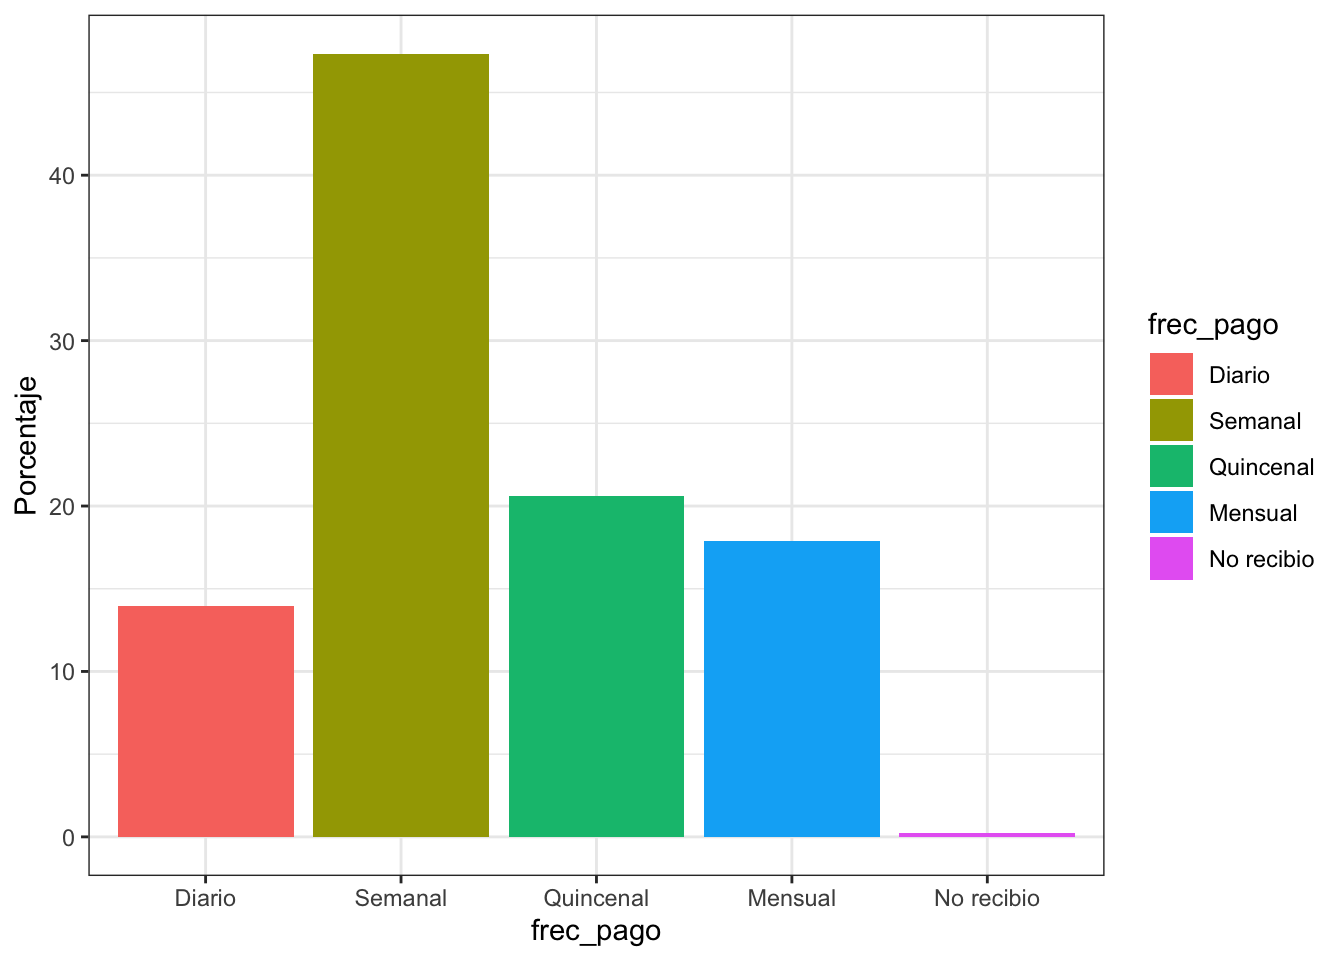 Porcentaje
40
30
20
10
0
Diario
Semanal
Quincenal
Mensual
No recibio
frec_pago
frec_pago
Diario
Semanal
Quincenal
Mensual
No recibio